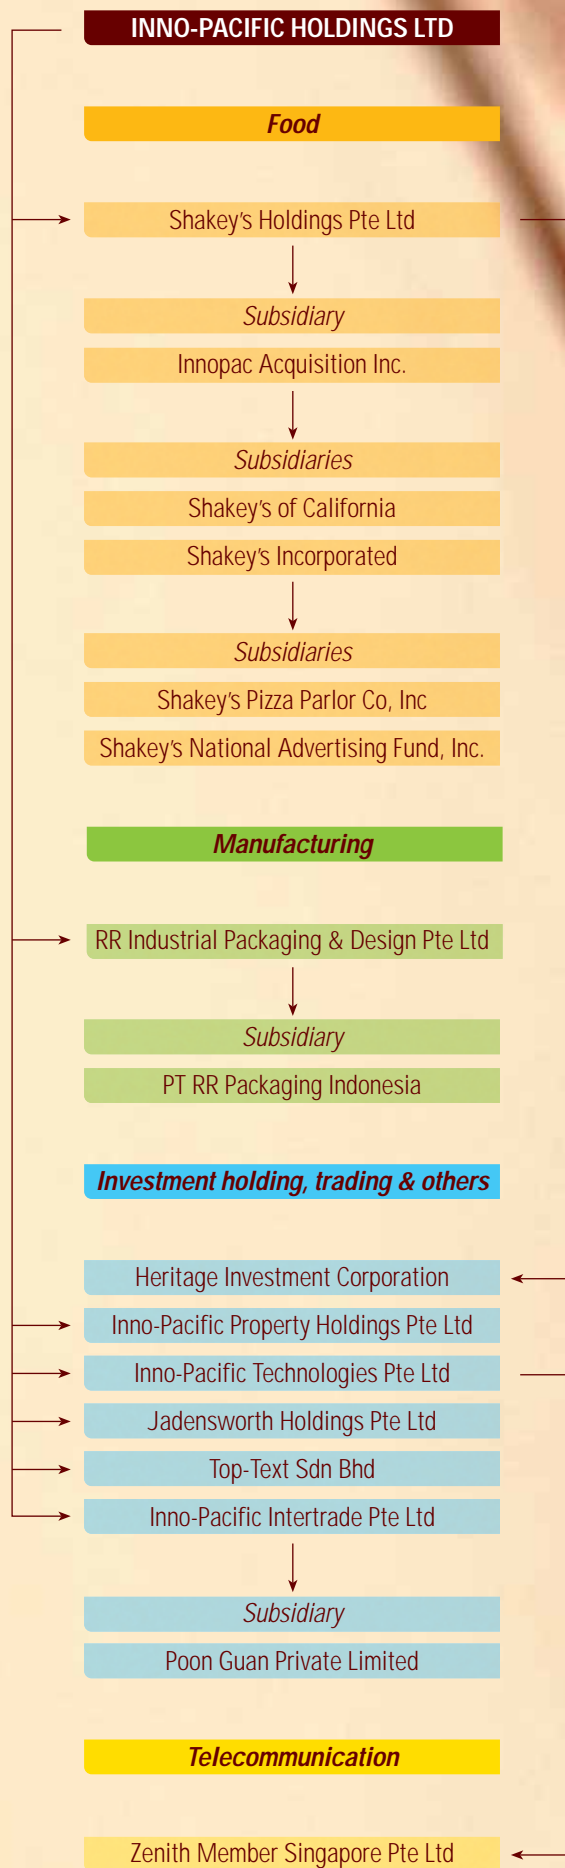 INNO-PACIFIC HOLDINGS LTD
Food
Shakey's Holdings Pte Ltd
Subsidiary
Innopac Acquisition Inc.
Subsidiaries
Shakey's of California
Shakey's Incorporated
Subsidiaries
Shakey's Pizza Parlor Co, Inc
Shakey's National Advertising Fund, Inc.
Manufacturing
RR Industrial Packaging & Design Pte Ltd
Subsidiary
PT RR Packaging Indonesia
Investment holding, trading & others
Heritage Investment Corporation
Inno-Pacific Property Holdings Pte Ltd
Inno-Pacific Technologies Pte Ltd
Jadensworth Holdings Pte Ltd
Top-Text Sdn Bhd
Inno-Pacific Intertrade Pte Ltd
Subsidiary
Poon Guan Private Limited
Telecommunication
Zenith Member Singapore Pte Ltd